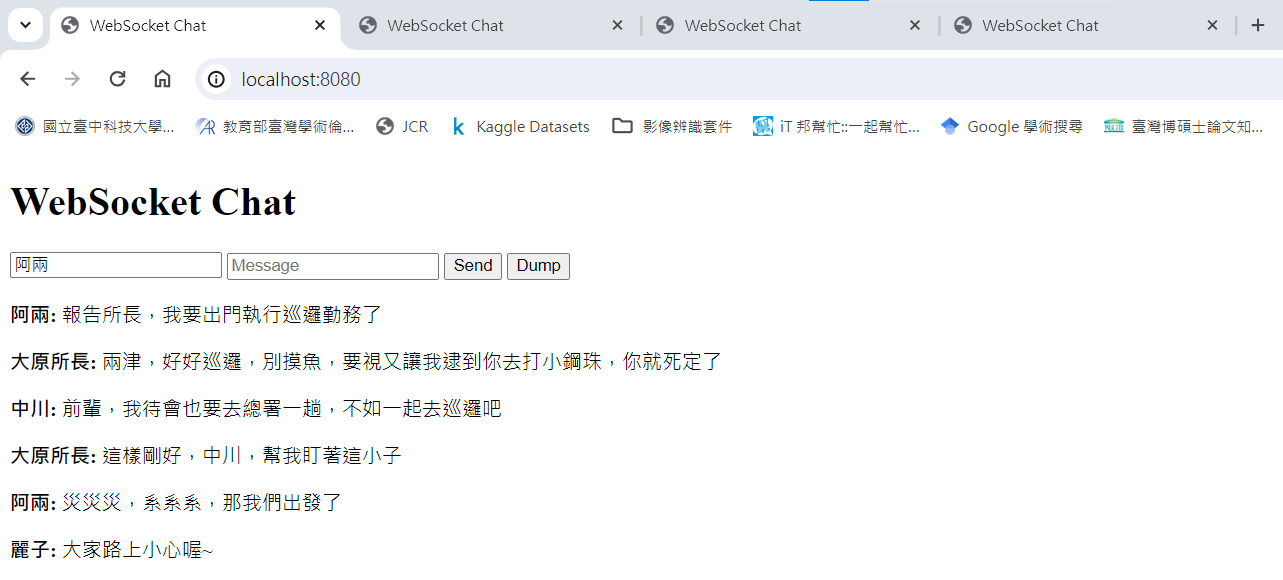 WebSocket Chat WebSocket Chat WebSocket Chat WebSocket Chat
localhost:8080
國立臺中科技大學... 教育部臺灣學術倫... JCR Kaggle Datasets 影像辨識套件 iT 邦幫忙::一起幫忙... Google 學術搜尋 臺灣博碩士論文知...
WebSocket Chat
阿兩 Message Send Dump
阿兩: 報告所長，我要出門執行巡邏勤務了
大原所長: 兩津，好好巡邏，別摸魚，要視又讓我逮到你去打小鋼珠，你就死定了
中川: 前輩，我待會也要去總署一趟，不如一起去巡邏吧
大原所長: 這樣剛好，中川，幫我盯著這小子
阿兩: 災災災，系系系，那我們出發了
麗子: 大家路上小心喔~